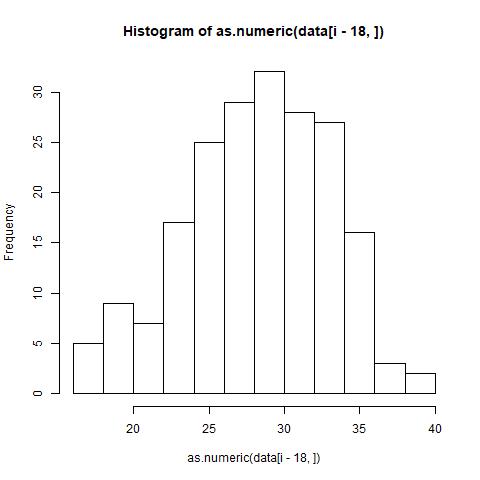 Histogram of as.numeric(data[i - 18, ])
Frequency
30
25
20
15
10
5
0
20 25 30 35 40
as.numeric(data[i - 18, ])